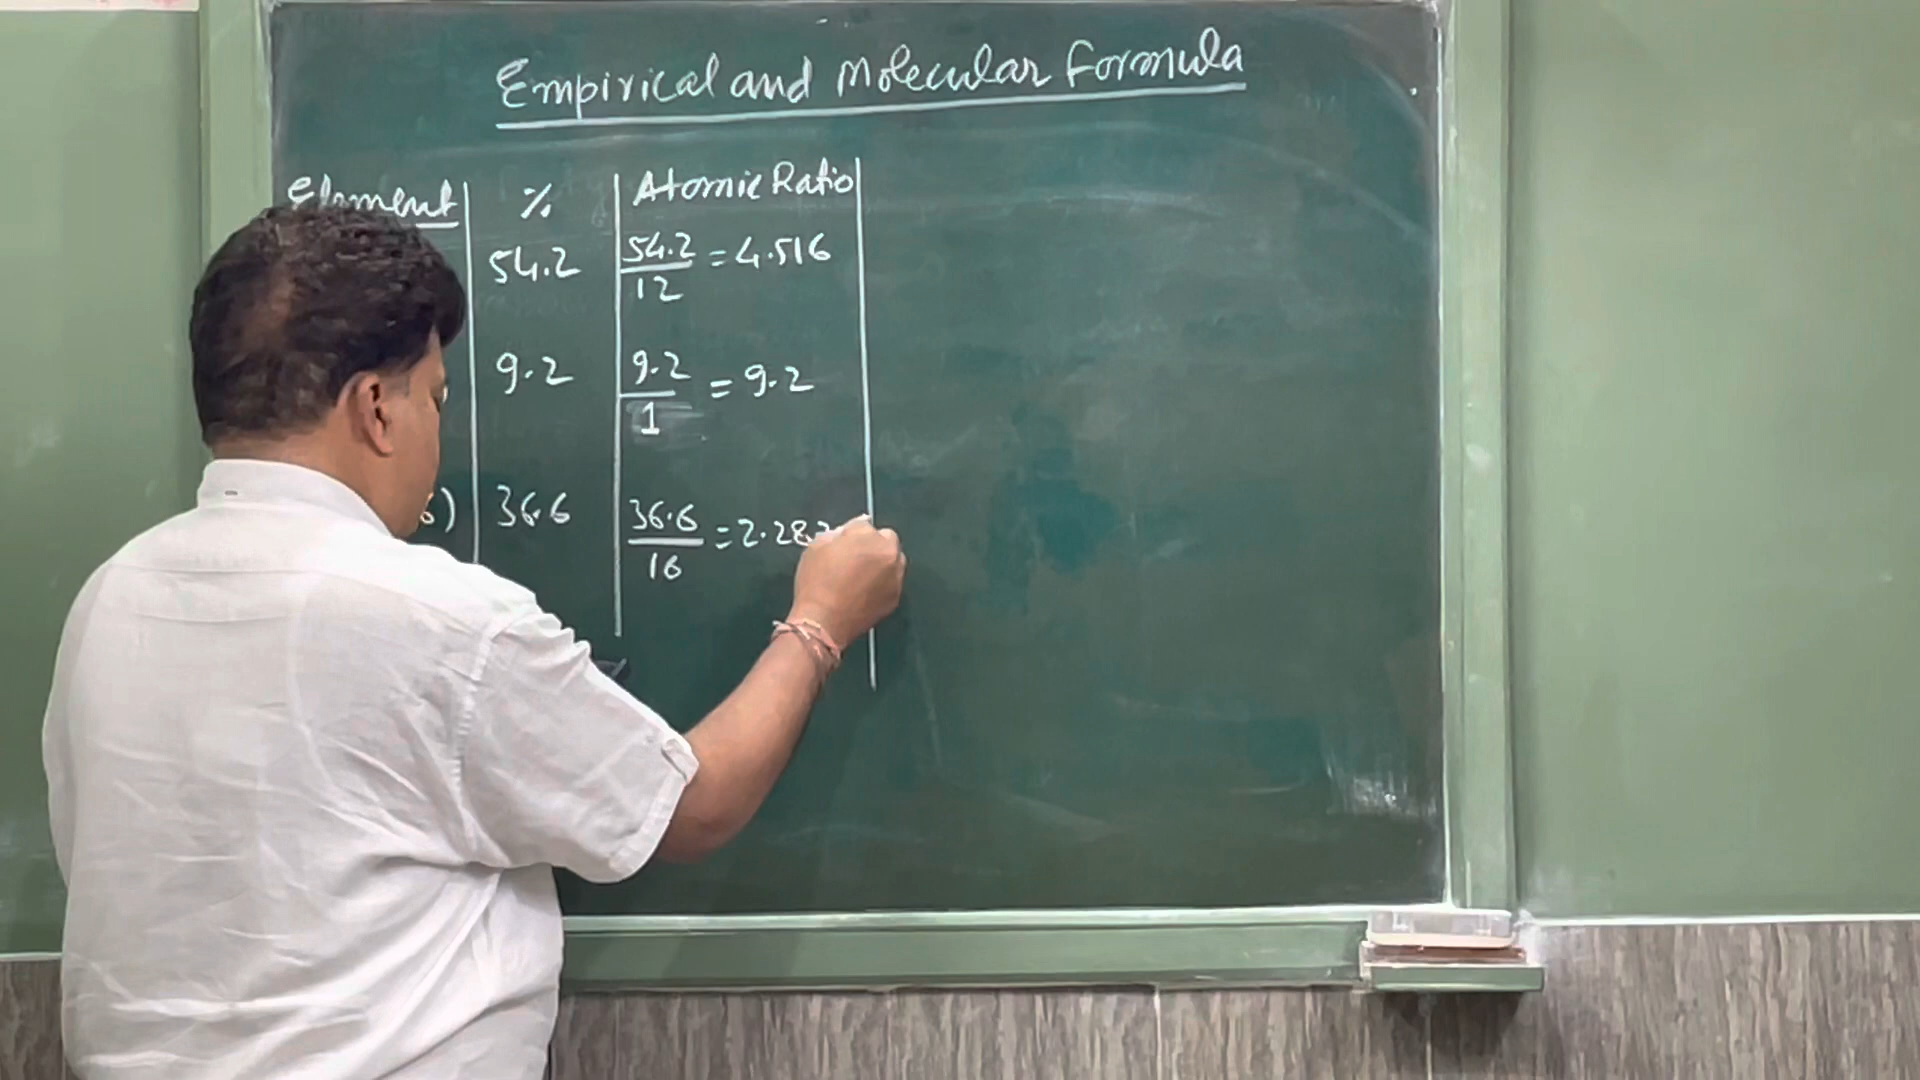 Empirical and Molecular Formula
Element % Atomic Ratio
54.2 54.2/12 = 4.516
9.2 9.2/1 = 9.2
) 36.6 36.6/16 = 2.28